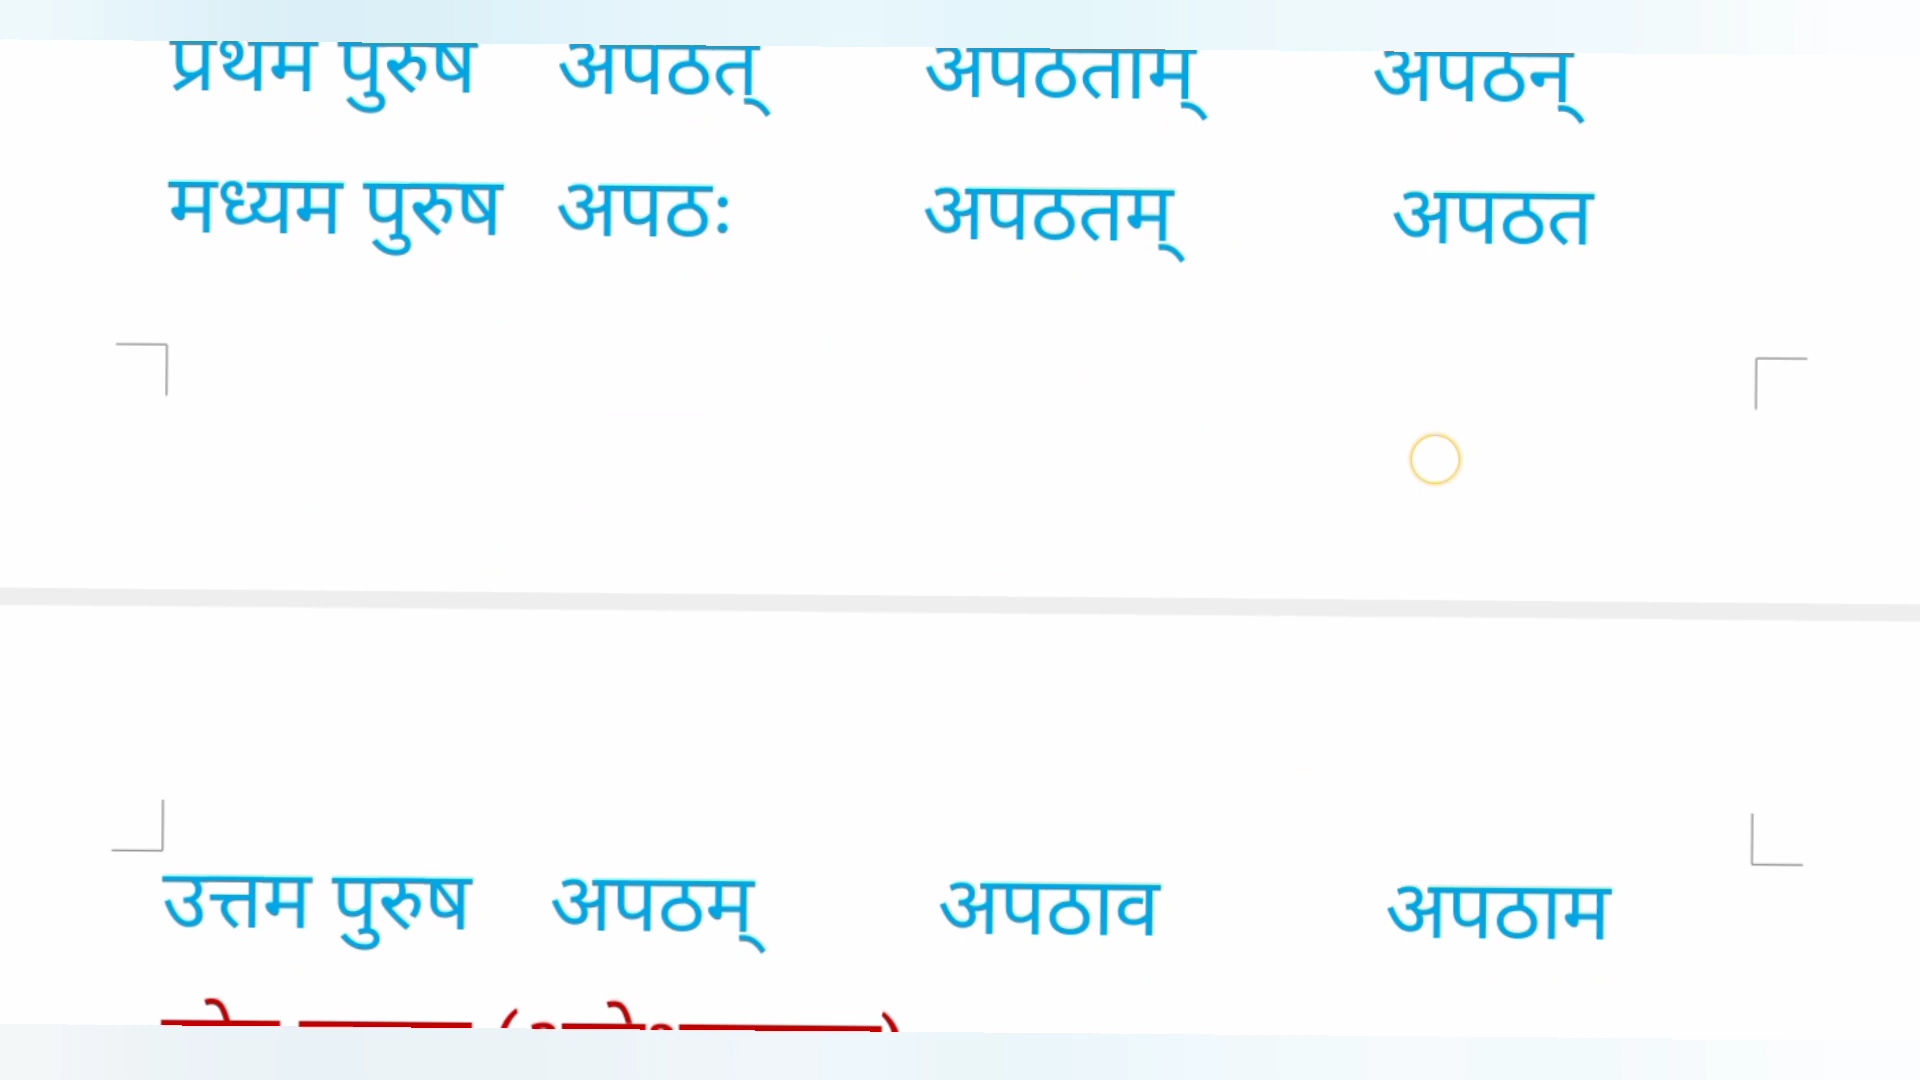 प्रथम पुरुष अपठत् अपठताम् अपठन्
मध्यम पुरुष अपठः अपठतम् अपठत
उत्तम पुरुष अपठम् अपठाव अपठाम